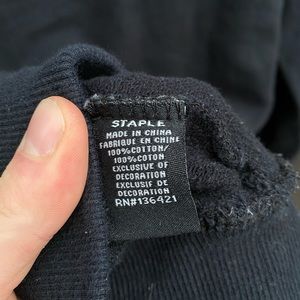 STAPLE
MADE IN CHINA
FABRIQUE EN CHINE
100%COTTON/
100%COTON
EXCLUSIVE OF
DECORATION
EXCLUSIF DE
DECORATION
RN#136421